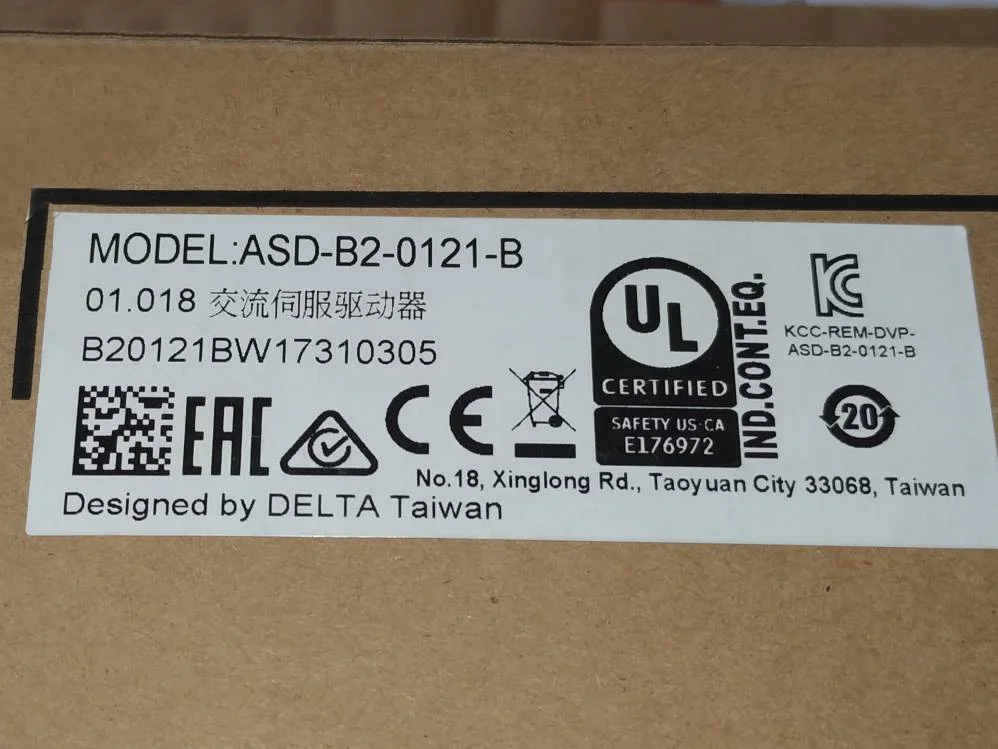 MODEL:ASD-B2-0121-B
01.018 交流伺服驱动器
B20121BW17310305
EAC
CE
UL
CERTIFIED
SAFETY US·CA
E176972
IND.CONT.EQ.
KC
KCC-REM-DVP-
ASD-B2-0121-B
20
No.18, Xinglong Rd., Taoyuan City 33068, Taiwan
Designed by DELTA Taiwan